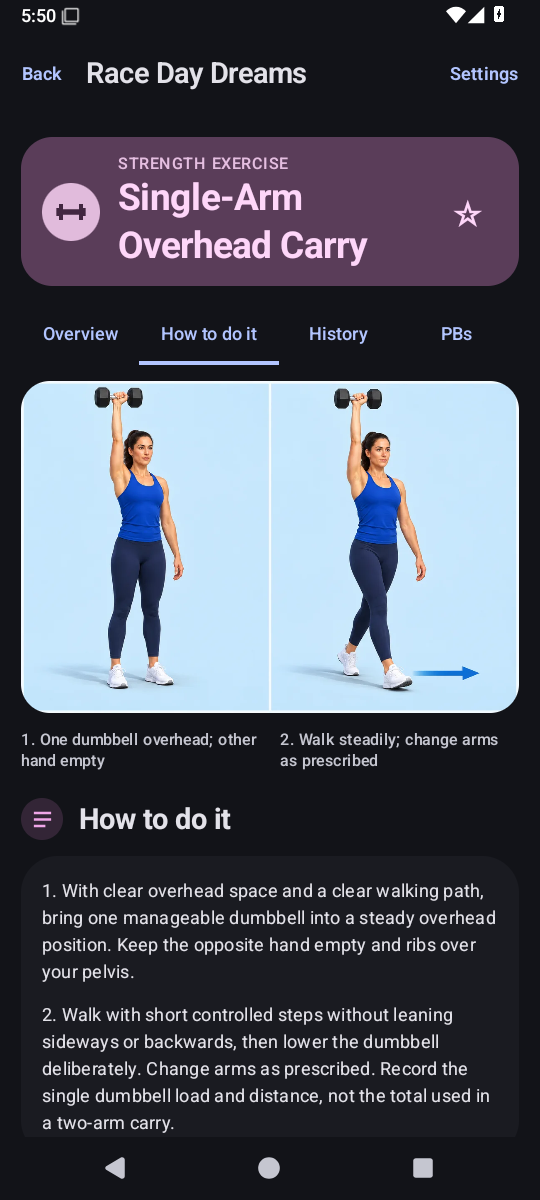 5:50
Back
Race Day Dreams
Settings
STRENGTH EXERCISE
Single-Arm
Overhead Carry
Overview
How to do it
History
PBs
1. One dumbbell overhead; other
hand empty
2. Walk steadily; change arms
as prescribed
How to do it
1. With clear overhead space and a clear walking path,
bring one manageable dumbbell into a steady overhead
position. Keep the opposite hand empty and ribs over
your pelvis.
2. Walk with short controlled steps without leaning
sideways or backwards, then lower the dumbbell
deliberately. Change arms as prescribed. Record the
single dumbbell load and distance, not the total used in
a two-arm carry.